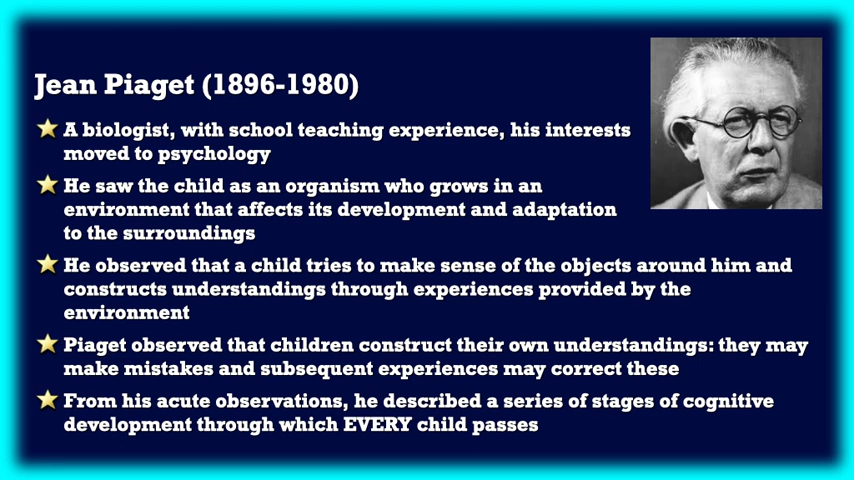 Jean Piaget (1896-1980)
A biologist, with school teaching experience, his interests
moved to psychology
He saw the child as an organism who grows in an
environment that affects its development and adaptation
to the surroundings
He observed that a child tries to make sense of the objects around him and
constructs understandings through experiences provided by the
environment
Piaget observed that children construct their own understandings: they may
make mistakes and subsequent experiences may correct these
From his acute observations, he described a series of stages of cognitive
development through which EVERY child passes